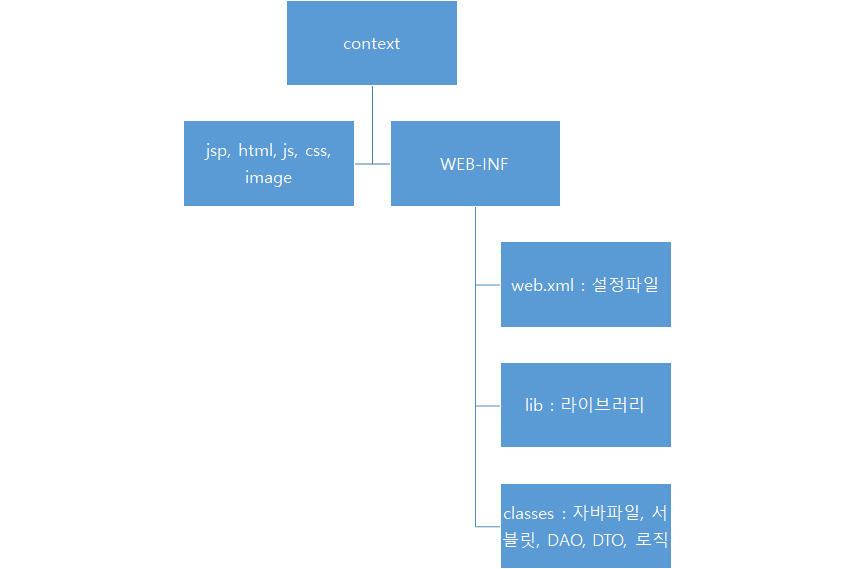 context
jsp, html, js, css,
image
WEB-INF
web.xml : 설정파일
lib : 라이브러리
classes : 자바파일, 서
블릿, DAO, DTO, 로직